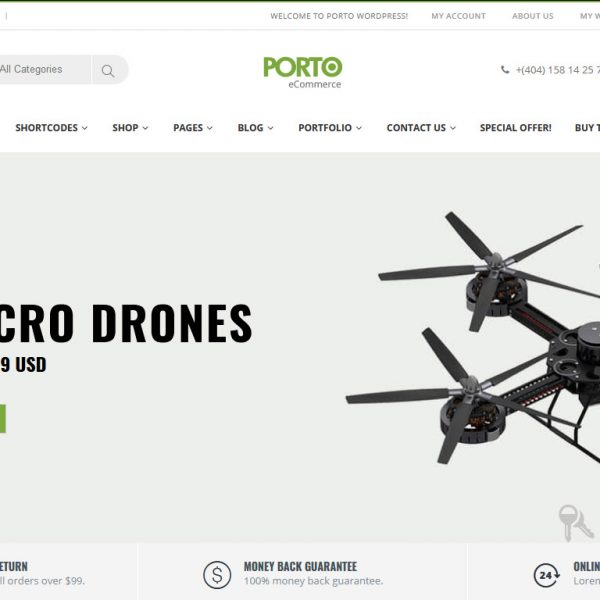 WELCOME TO PORTO WORDPRESS! MY ACCOUNT ABOUT US MY W
All Categories
PORTO
eCommerce
+(404) 158 14 25 7
SHORTCODES SHOP PAGES BLOG PORTFOLIO CONTACT US SPECIAL OFFER! BUY T
CRO DRONES
9 USD
ETURN
ll orders over $99.
MONEY BACK GUARANTEE
100% money back guarantee.
24
ONLIN
Lorem